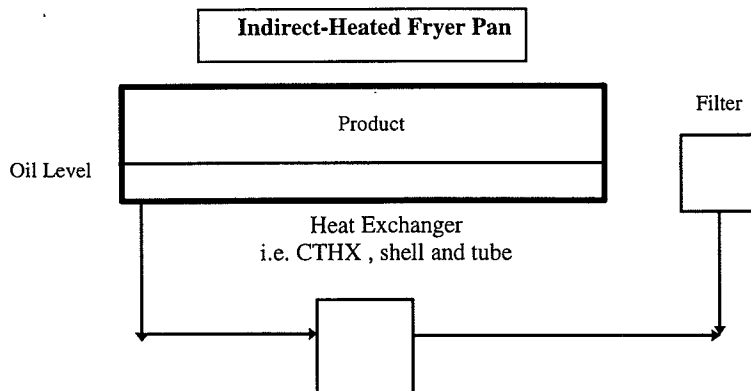 Indirect-Heated Fryer Pan
Product
Filter
Oil Level
Heat Exchanger
i.e. CTHX , shell and tube